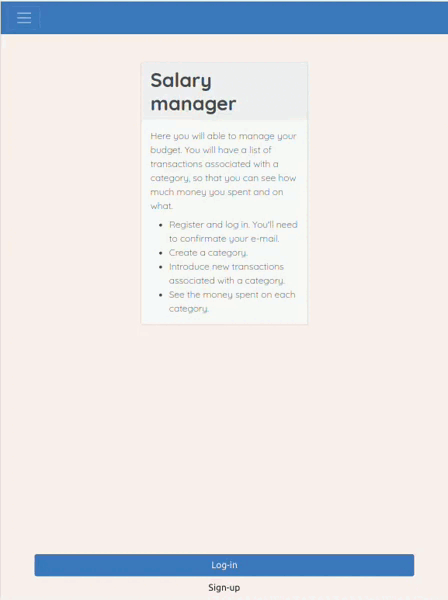 Salary
manager
Here you will able to manage your
budget. You will have a list of
transactions associated with a
category, so that you can see how
much money you spent and on
what.
Register and log in. You'll need
to confirmate your e-mail.
Create a category.
Introduce new transactions
associated with a category.
See the money spent on each
category.
Log-in
Sign-up